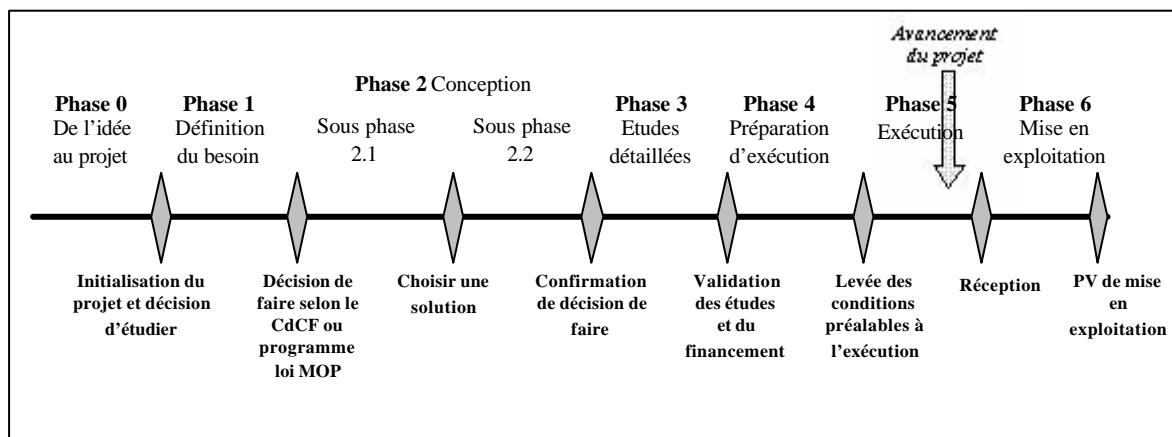 Avancement
du projet
Phase 2 Conception
Phase 0
De l'idée
au projet
Phase 1
Définition
du besoin
Sous phase
2.1
Sous phase
2.2
Phase 3
Etudes
détaillées
Phase 4
Préparation
d'exécution
Phase 5
Exécution
Phase 6
Mise en
exploitation
Initialisation du
projet et décision
d'étudier
Décision de
faire selon le
CdCF ou
programme
loi MOP
Choisir une
solution
Confirmation
de décision de
faire
Validation
des études
et du
financement
Levée des
conditions
préalables à
l'exécution
Réception
PV de mise
en
exploitation